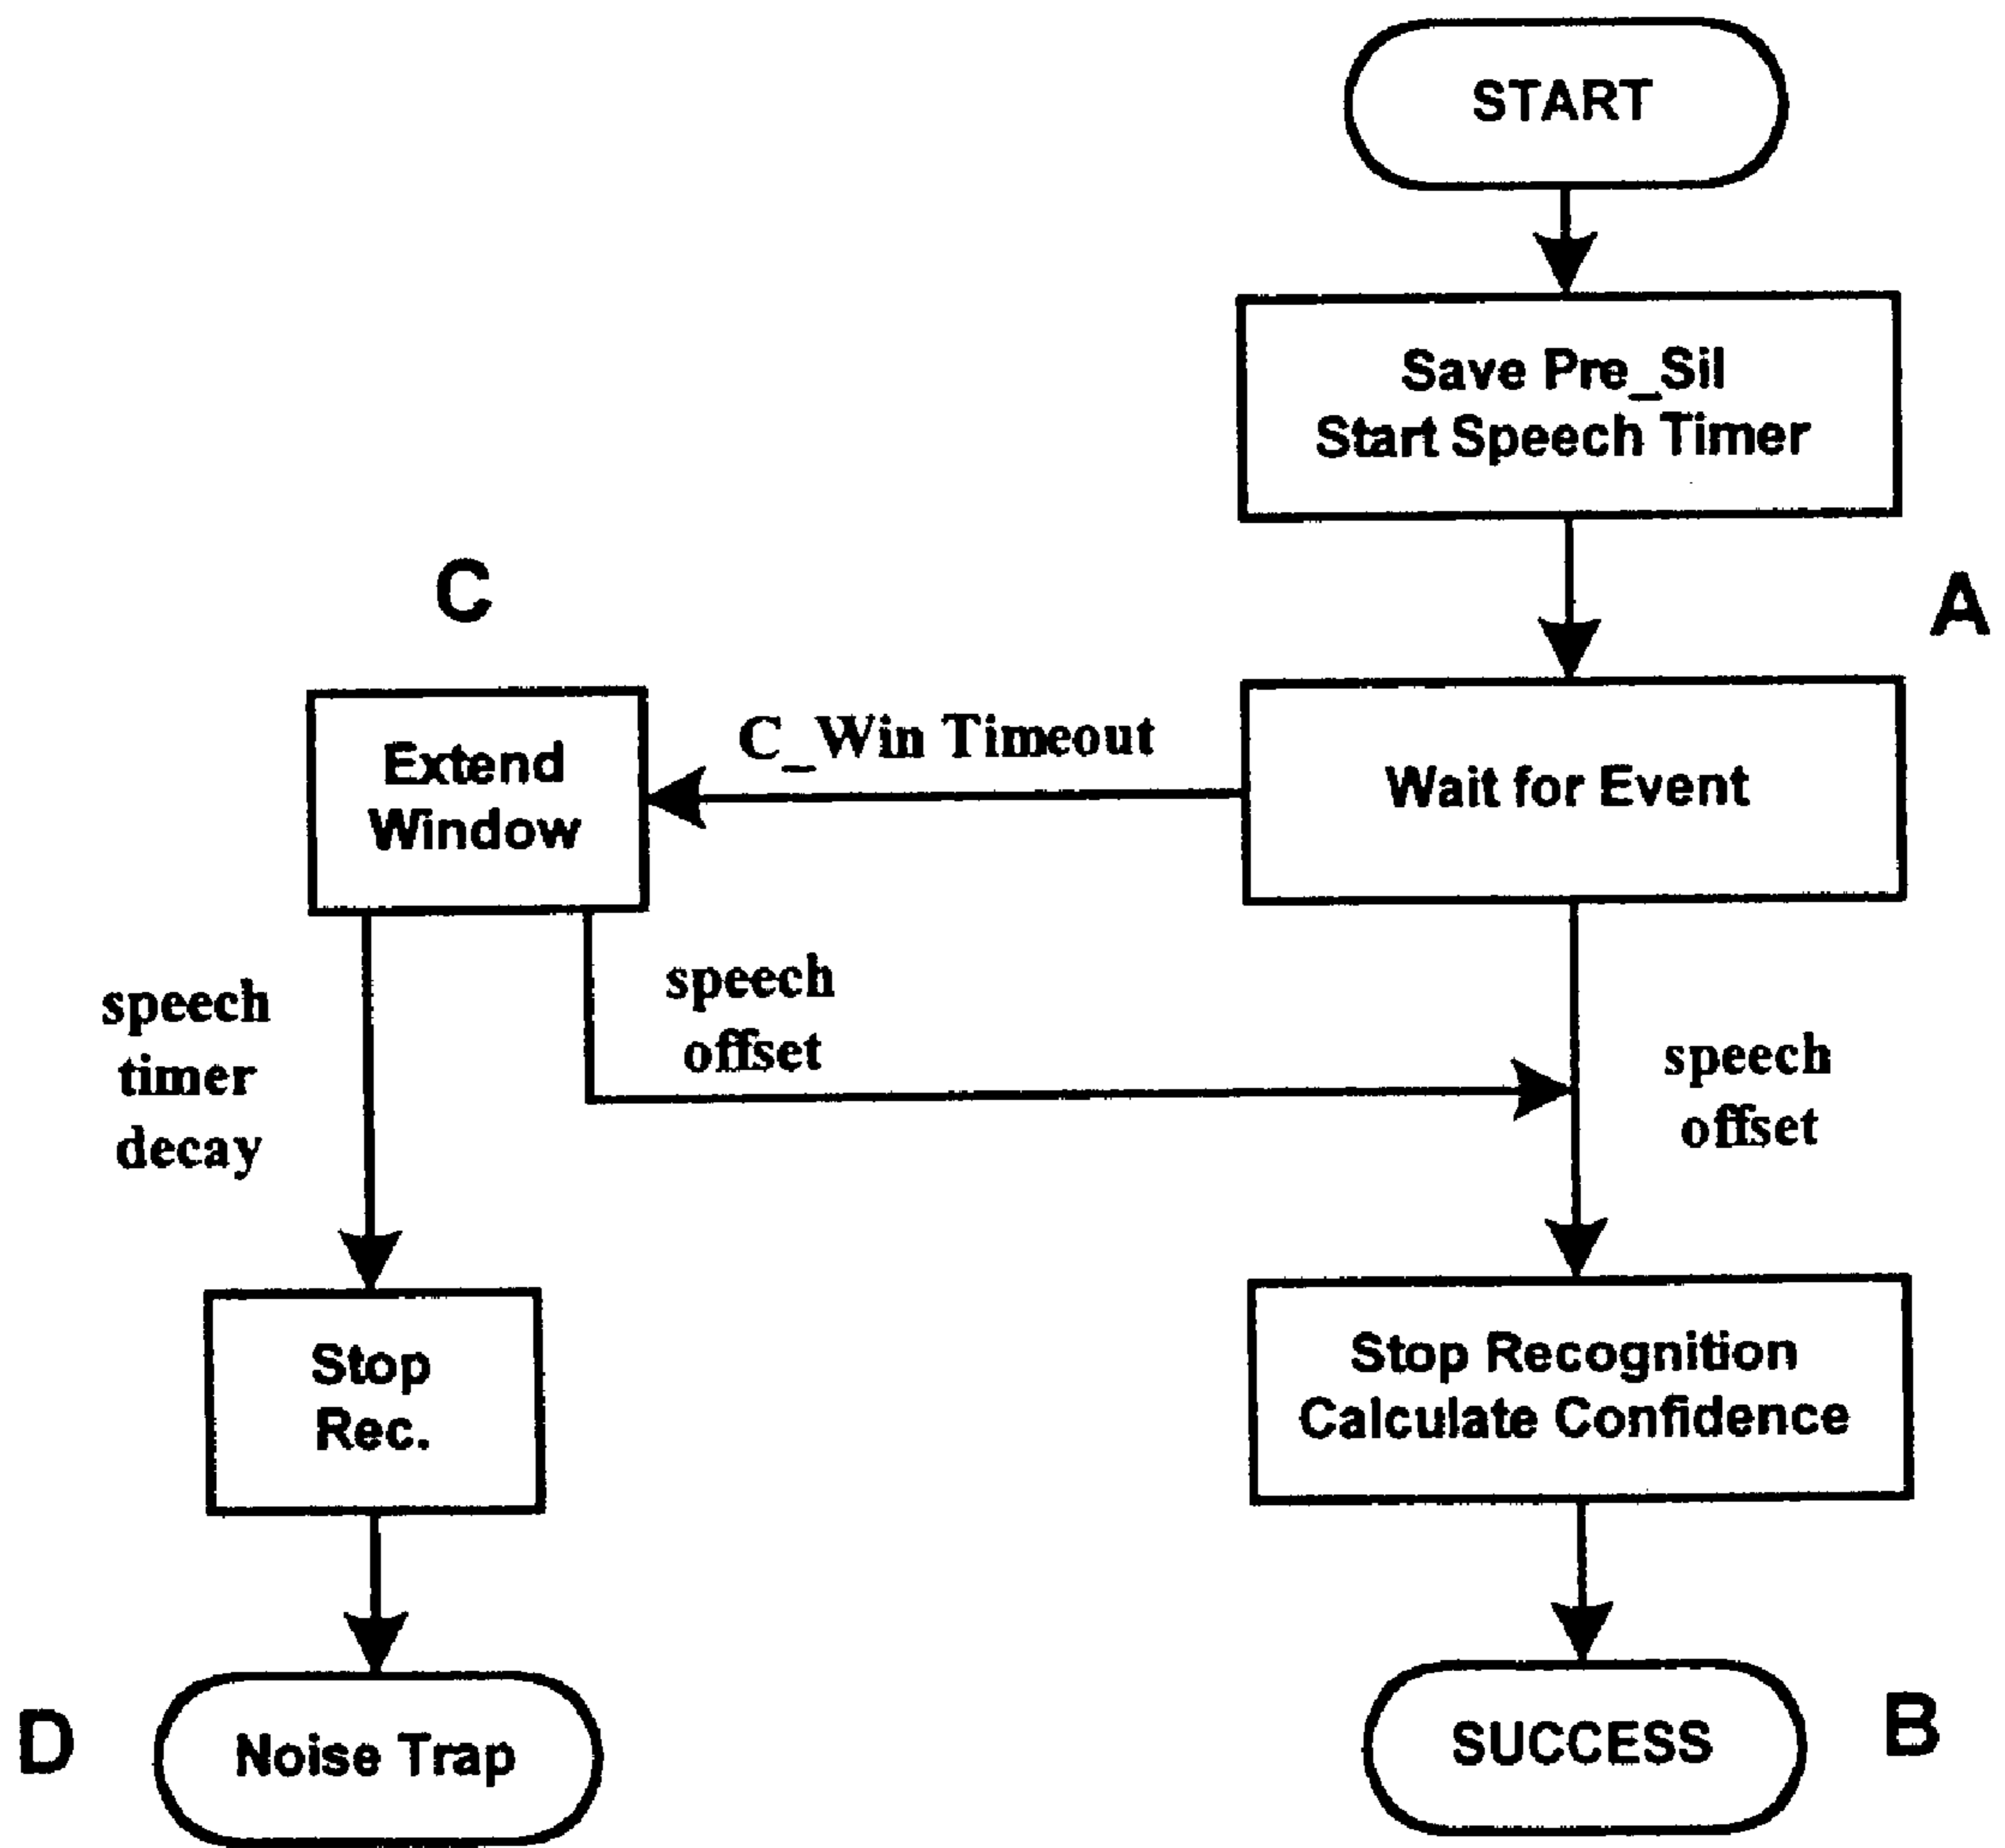 START
Save Pre_Sil
Start Speech Timer
C
A
Extend
Window
C_Win Timeout
Wait for Event
speech
timer
decay
speech
offset
speech
offset
Stop
Rec.
Stop Recognition
Calculate Confidence
D
Noise Trap
SUCCESS
B